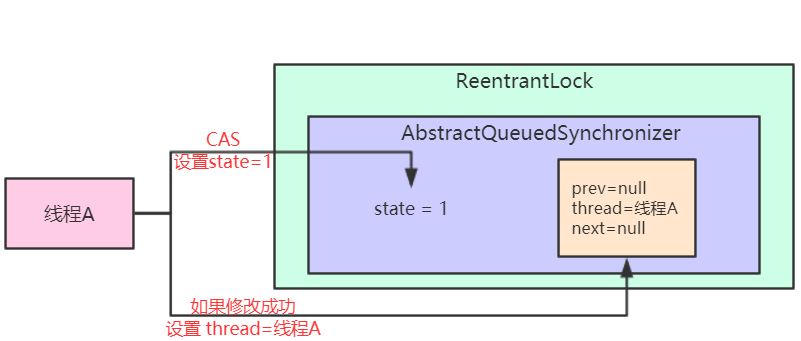 ReentrantLock
AbstractQueuedSynchronizer
CAS
设置state=1
线程A
state = 1
prev=null
thread=线程A
next=null
如果修改成功
设置 thread=线程A